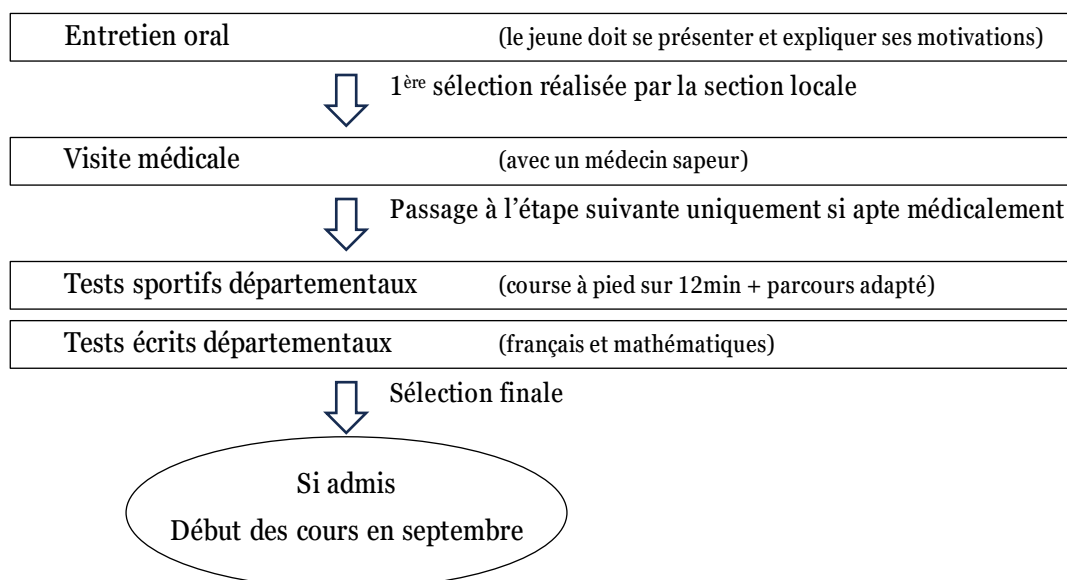 Entretien oral (le jeune doit se présenter et expliquer ses motivations)
1ère sélection réalisée par la section locale
Visite médicale (avec un médecin sapeur)
Passage à l’étape suivante uniquement si apte médicalement
Tests sportifs départementaux (course à pied sur 12min + parcours adapté)
Tests écrits départementaux (français et mathématiques)
Sélection finale
Si admis
Début des cours en septembre